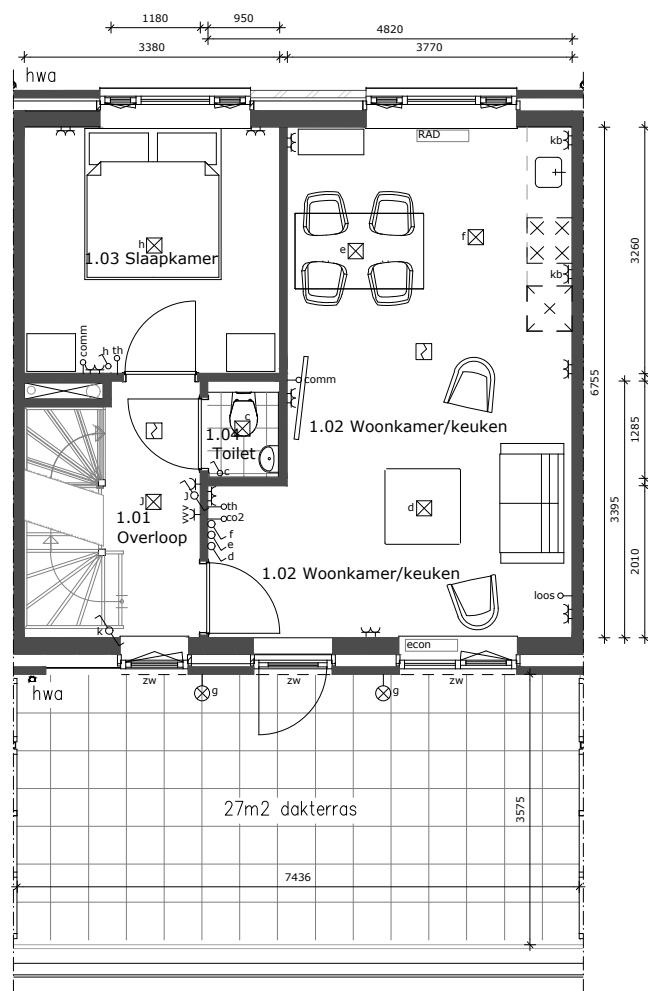 1180
950
4820
3380
3770
hwa
RAD
kb
h
1.03 Slaapkamer
e
f
kb
3260
6755
comm
h
th
comm
1.04
Toilet
c
c
1.02 Woonkamer/keuken
1285
3395
J
J
vvv
1.01
Overloop
th
co2
f
e
d
d
2010
1.02 Woonkamer/keuken
loos
k
econ
zw
zw
zw
hwa
g
g
27m2 dakterras
3575
7436